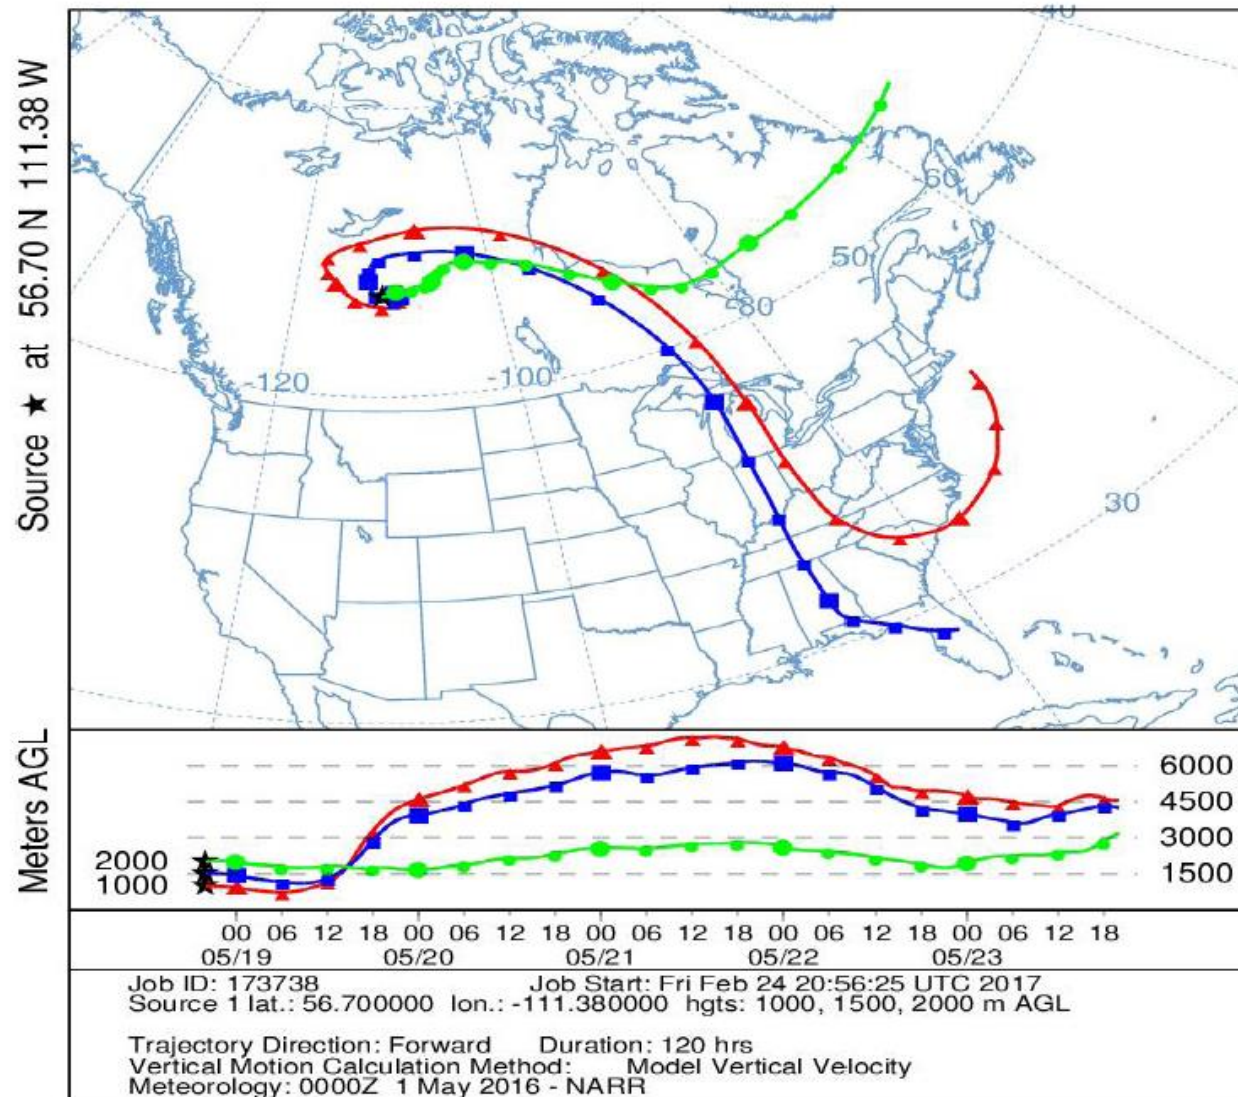 Source ★ at 56.70 N 111.38 W
40
-60
50
-80
-120
-100
30
Meters AGL
6000
4500
3000
2000
1500
1000
00 06 12 18 00 06 12 18 00 06 12 18 00 06 12 18 00 06 12 18
05/19 05/20 05/21 05/22 05/23
Job ID: 173738 Job Start: Fri Feb 24 20:56:25 UTC 2017
Source 1 lat.: 56.700000 lon.: -111.380000 hgts: 1000, 1500, 2000 m AGL
Trajectory Direction: Forward Duration: 120 hrs
Vertical Motion Calculation Method: Model Vertical Velocity
Meteorology: 0000Z 1 May 2016 - NARR